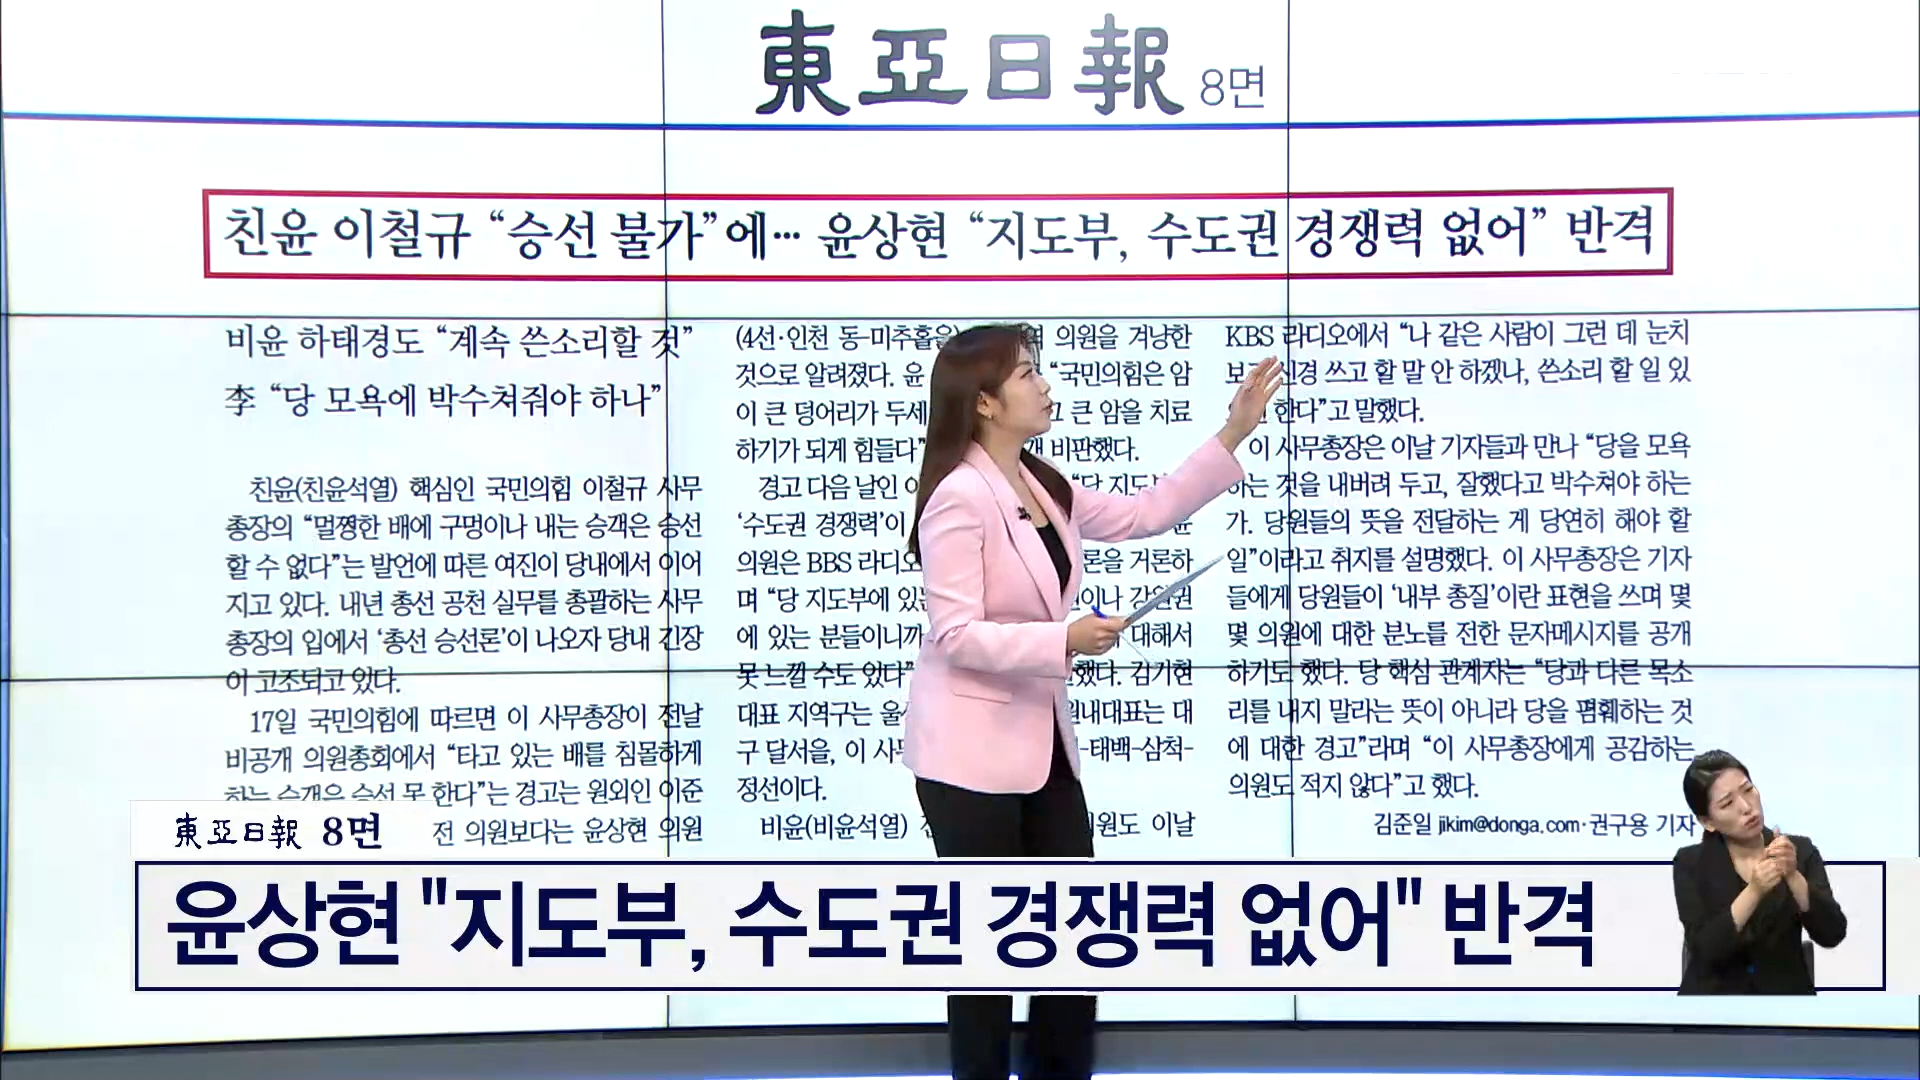 東亞日報 8면
친윤 이철규 “승선 불가”에… 윤상현 “지도부, 수도권 경쟁력 없어” 반격
비윤 하태경도 “계속 쓴소리할 것”
李 “당 모욕에 박수쳐줘야 하나”
친윤(친윤석열) 핵심인 국민의힘 이철규 사무
총장의 “멀쩡한 배에 구멍이나 내는 승객은 승선
할 수 없다”는 발언에 따른 여진이 당내에서 이어
지고 있다. 내년 총선 공천 실무를 총괄하는 사무
총장의 입에서 ‘총선 승선론’이 나오자 당내 긴장
이 고조되고 있다.
17일 국민의힘에 따르면 이 사무총장이 전날
비공개 의원총회에서 “타고 있는 배를 침몰하게
하는 승객은 승선 못 한다”는 경고는 원외인 이준
전 의원보다는 윤상현 의원
(4선·인천 동-미추홀을) 의원을 겨냥한
것으로 알려졌다. 윤 “국민의힘은 암
이 큰 덩어리가 두세 큰 암을 치료
하기가 되게 힘들다” 비판했다.
경고 다음 날인 “당
‘수도권 경쟁력’이
의원은 BBS 거론하
며 “당 지도부에
에 있는 분들이니까 대해서
못 느낄 수도 있다” 김기현
대표 지역구는 대
구 달서을, 이 -태백-삼척-
정선이다.
비윤(비윤석열) 이날
KBS 라디오에서 “나 같은 사람이 그런 데 눈치
쓰고 할 말 안 하겠나, 쓴소리 할 일 있
한다”고 말했다.
이 사무총장은 이날 기자들과 만나 “당을 모욕
하는 것을 내버려 두고, 잘했다고 박수쳐야 하는
가. 당원들의 뜻을 전달하는 게 당연히 해야 할
일”이라고 취지를 설명했다. 이 사무총장은 기자
들에게 당원들이 ‘내부 총질’이란 표현을 쓰며 몇
몇 의원에 대한 분노를 전한 문자메시지를 공개
하기도 했다. 당 핵심 관계자는 “당과 다른 목소
리를 내지 말라는 뜻이 아니라 당을 폄훼하는 것
에 대한 경고”라며 “이 사무총장에게 공감하는
의원도 적지 않다”고 했다.
김준일 jikim@donga.com·권구용 기자
東亞日報 8면
윤상현 "지도부, 수도권 경쟁력 없어" 반격